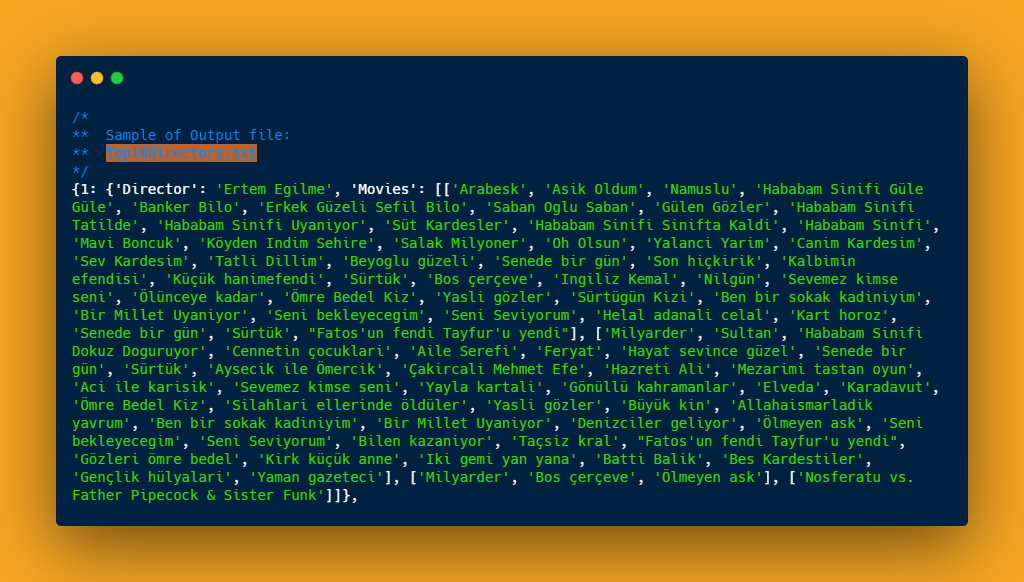 /*
**  Sample of Output file:
**  Top10Directors.txt
*/
{1: {'Director': 'Ertem Egilme', 'Movies': [['Arabesk', 'Asik Oldum', 'Namuslu', 'Hababam Sinifi Güle
Güle', 'Banker Bilo', 'Erkek Güzeli Sefil Bilo', 'Saban Oglu Saban', 'Gülen Gözler', 'Hababam Sinifi
Tatilde', 'Hababam Sinifi Uyaniyor', 'Süt Kardesler', 'Hababam Sinifi Sinifta Kaldi', 'Hababam Sinifi',
'Mavi Boncuk', 'Köyden Indim Sehire', 'Salak Milyoner', 'Oh Olsun', 'Yalanci Yarim', 'Canim Kardesim',
'Sev Kardesim', 'Tatli Dillim', 'Beyoglu güzeli', 'Senede bir gün', 'Son hiçkirik', 'Kalbimin
efendisi', 'Küçük hanimefendi', 'Sürtük', 'Bos çerçeve', 'Ingiliz Kemal', 'Nilgün', 'Sevemez kimse
seni', 'Ölünceye kadar', 'Ömre Bedel Kiz', 'Yasli gözler', 'Sürtügün Kizi', 'Ben bir sokak kadiniyim',
'Bir Millet Uyaniyor', 'Seni bekleyecegim', 'Seni Seviyorum', 'Helal adanali celal', 'Kart horoz',
'Senede bir gün', 'Sürtük', "Fatos'un fendi Tayfur'u yendi"], ['Milyarder', 'Sultan', 'Hababam Sinifi
Dokuz Doguruyor', 'Cennetin çocuklari', 'Aile Serefi', 'Feryat', 'Hayat sevince güzel', 'Senede bir
gün', 'Sürtük', 'Aysecik ile Ömercik', 'Çakircali Mehmet Efe', 'Hazreti Ali', 'Mezarimi tastan oyun',
'Aci ile karisik', 'Sevemez kimse seni', 'Yayla kartali', 'Gönüllü kahramanlar', 'Elveda', 'Karadavut',
'Ömre Bedel Kiz', 'Silahlari ellerinde öldüler', 'Yasli gözler', 'Büyük kin', 'Allahaismarladik
yavrum', 'Ben bir sokak kadiniyim', 'Bir Millet Uyaniyor', 'Denizciler geliyor', 'Ölmeyen ask', 'Seni
bekleyecegim', 'Seni Seviyorum', 'Bilen kazaniyor', 'Taçsiz kral', "Fatos'un fendi Tayfur'u yendi",
'Gözleri ömre bedel', 'Kirk küçük anne', 'Iki gemi yan yana', 'Batti Balik', 'Bes Kardestiler',
'Gençlik hülyalari', 'Yaman gazeteci'], ['Milyarder', 'Bos çerçeve', 'Ölmeyen ask'], ['Nosferatu vs.
Father Pipecock & Sister Funk']]},